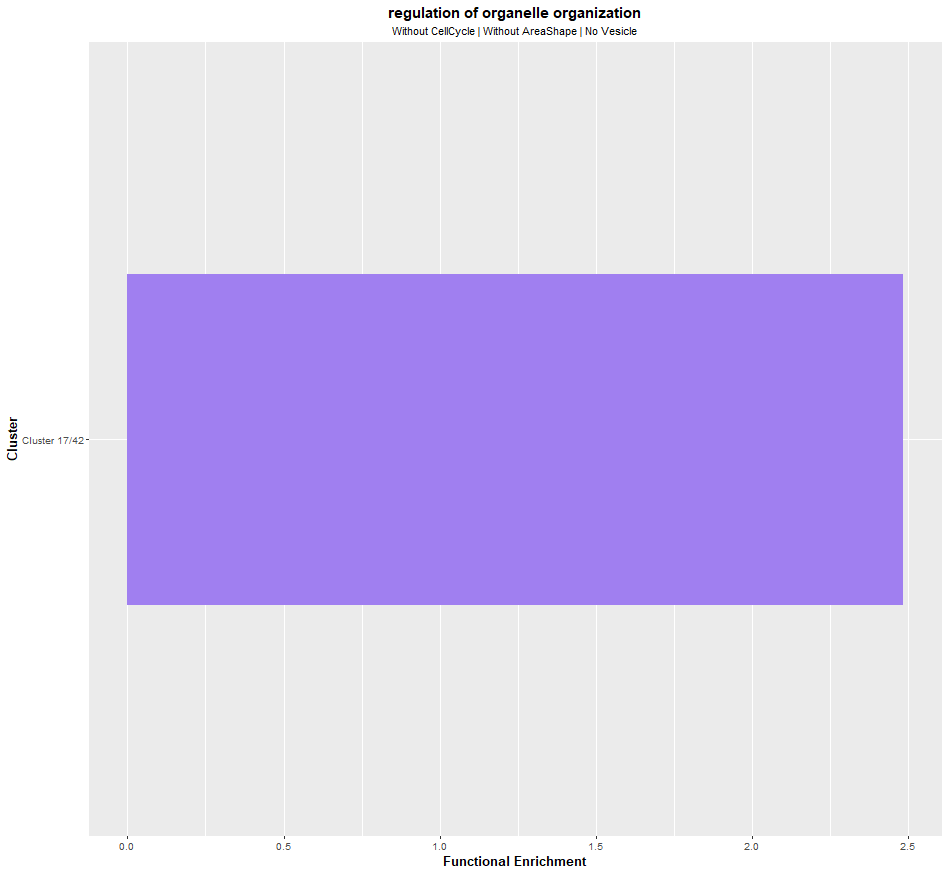 regulation of organelle organization
Without CellCycle | Without AreaShape | No Vesicle
Cluster
Cluster 17/42
0.0 0.5 1.0 1.5 2.0 2.5
Functional Enrichment